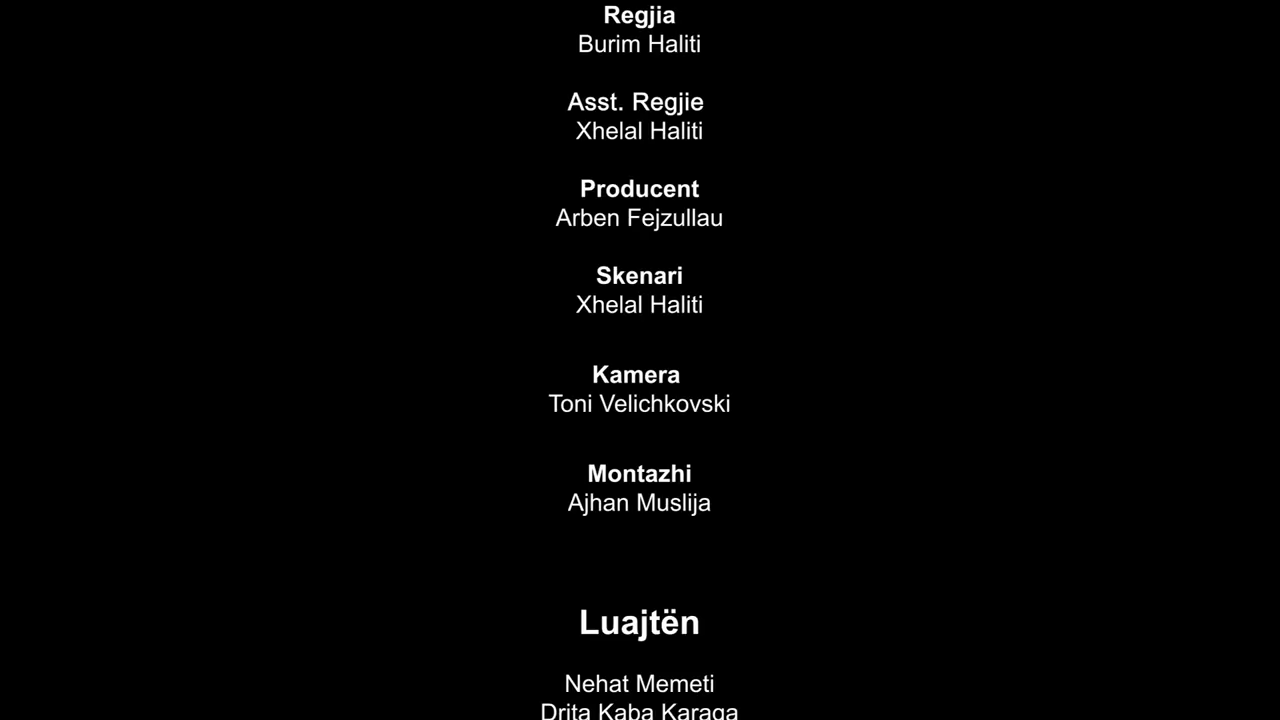 Regjia
Burim Haliti
Asst. Regjie
Xhelal Haliti
Producent
Arben Fejzullau
Skenari
Xhelal Haliti
Kamera
Toni Velichkovski
Montazhi
Ajhan Muslija
Luajtën
Nehat Memeti
Drita Kaba Karaga